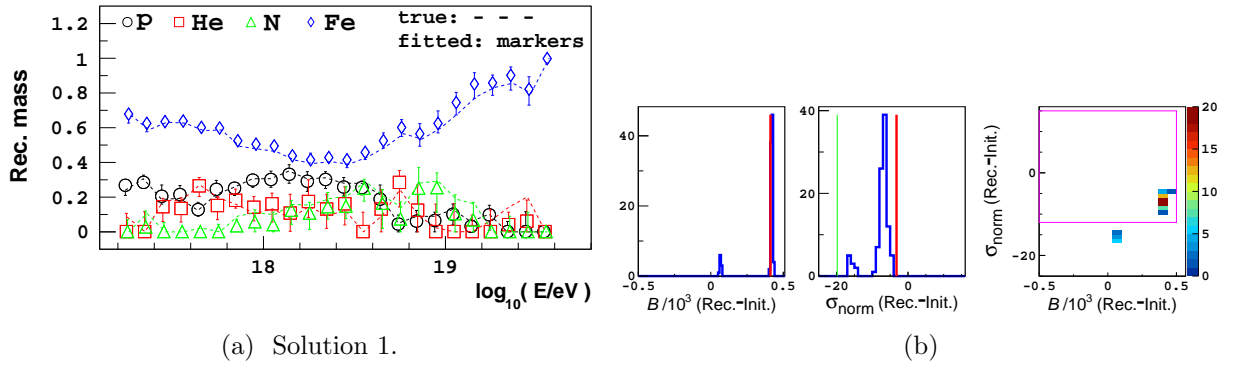 1.2
1
0.8
0.6
0.4
0.2
0
Rec. mass
p He N Fe
true: - - -
fitted: markers
18 19
log10( E/eV )
(a) Solution 1.
40
20
0
−0.5 0 0.5
B/10³ (Rec.-Init.)
40
30
20
10
0
−20 −10 0
σnorm (Rec.-Init.)
0
−20
σnorm (Rec.-Init.)
−0.5 0 0.5
B/10³ (Rec.-Init.)
20
15
10
5
0
(b)